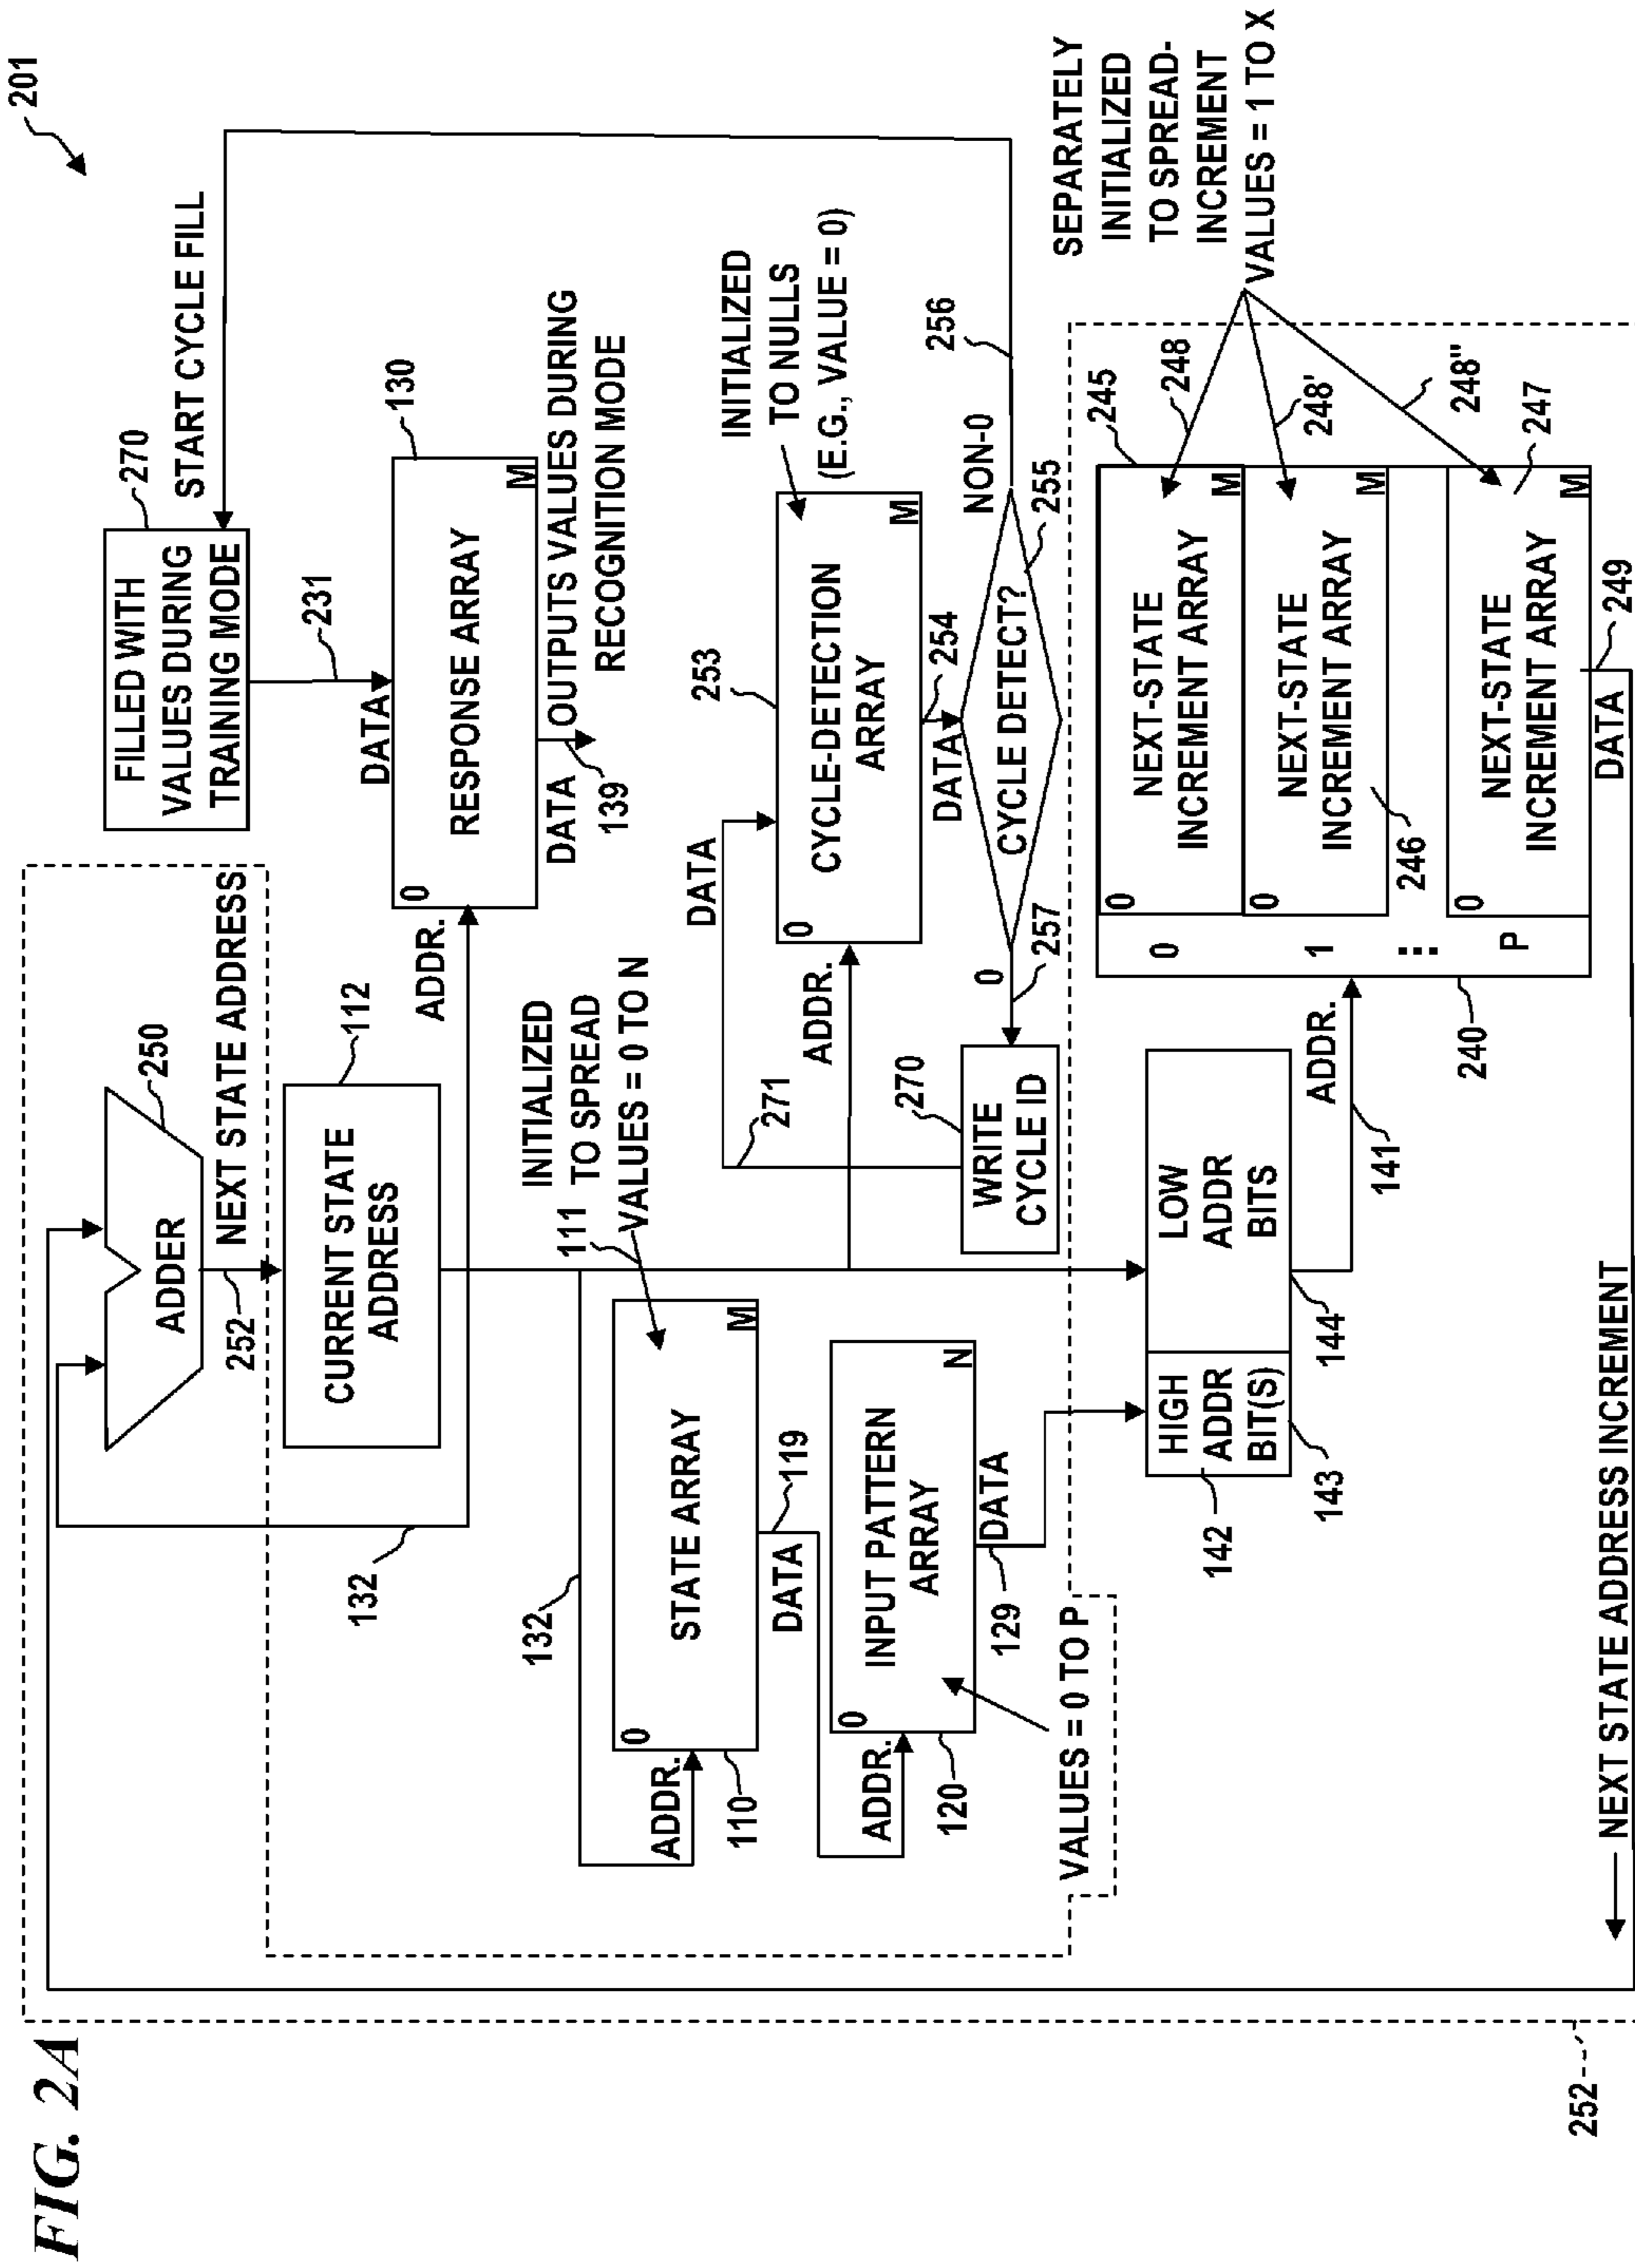 FIG. 2A
201
252
ADDER
250
252
NEXT STATE ADDRESS
132
CURRENT STATE
ADDRESS
112
FILLED WITH
VALUES DURING
TRAINING MODE
270
START CYCLE FILL
231
DATA
ADDR.
0
RESPONSE ARRAY
M
130
DATA
139
OUTPUTS VALUES DURING
RECOGNITION MODE
132
111
INITIALIZED
TO SPREAD
VALUES = 0 TO N
ADDR.
0
STATE ARRAY
M
110
DATA
119
ADDR.
0
INPUT PATTERN
ARRAY
N
120
DATA
129
VALUES = 0 TO P
DATA
271
ADDR.
0
CYCLE-DETECTION
ARRAY
M
253
INITIALIZED
TO NULLS
(E.G., VALUE = 0)
DATA
254
CYCLE DETECT?
255
NON-0
256
0
257
WRITE
CYCLE ID
270
HIGH
ADDR
BIT(S)
LOW
ADDR
BITS
142
143
144
141
ADDR.
240
0
1
⋮
P
0
NEXT-STATE
INCREMENT ARRAY
M
245
0
NEXT-STATE
INCREMENT ARRAY
M
246
0
NEXT-STATE
INCREMENT ARRAY
M
247
248
248'
248"
SEPARATELY
INITIALIZED
TO SPREAD-
INCREMENT
VALUES = 1 TO X
DATA
249
NEXT STATE ADDRESS INCREMENT